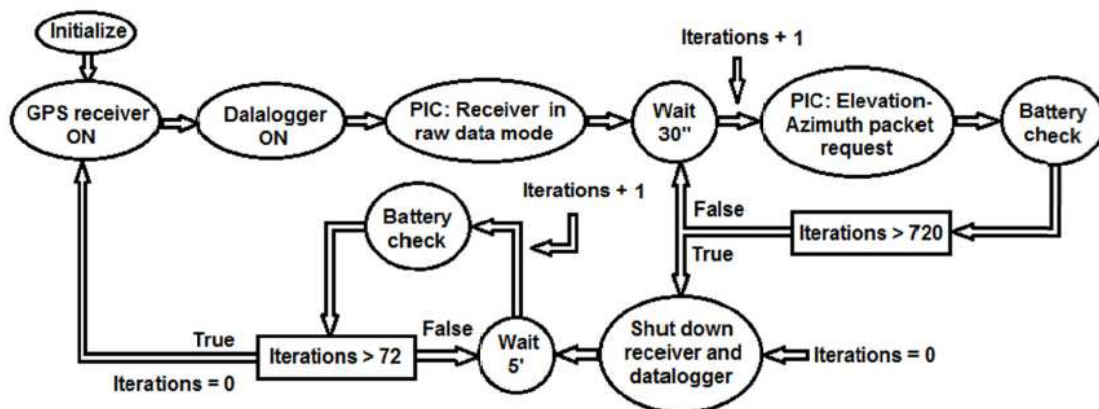 Initialize
GPS receiver
ON
Dalalogger
ON
PIC: Receiver in
raw data mode
Wait
30"
Iterations + 1
PIC: Elevation-
Azimuth packet
request
Battery
check
Iterations > 720
False
True
Shut down
receiver and
datalogger
Iterations = 0
Wait
5'
Iterations + 1
Battery
check
Iterations > 72
False
True
Iterations = 0